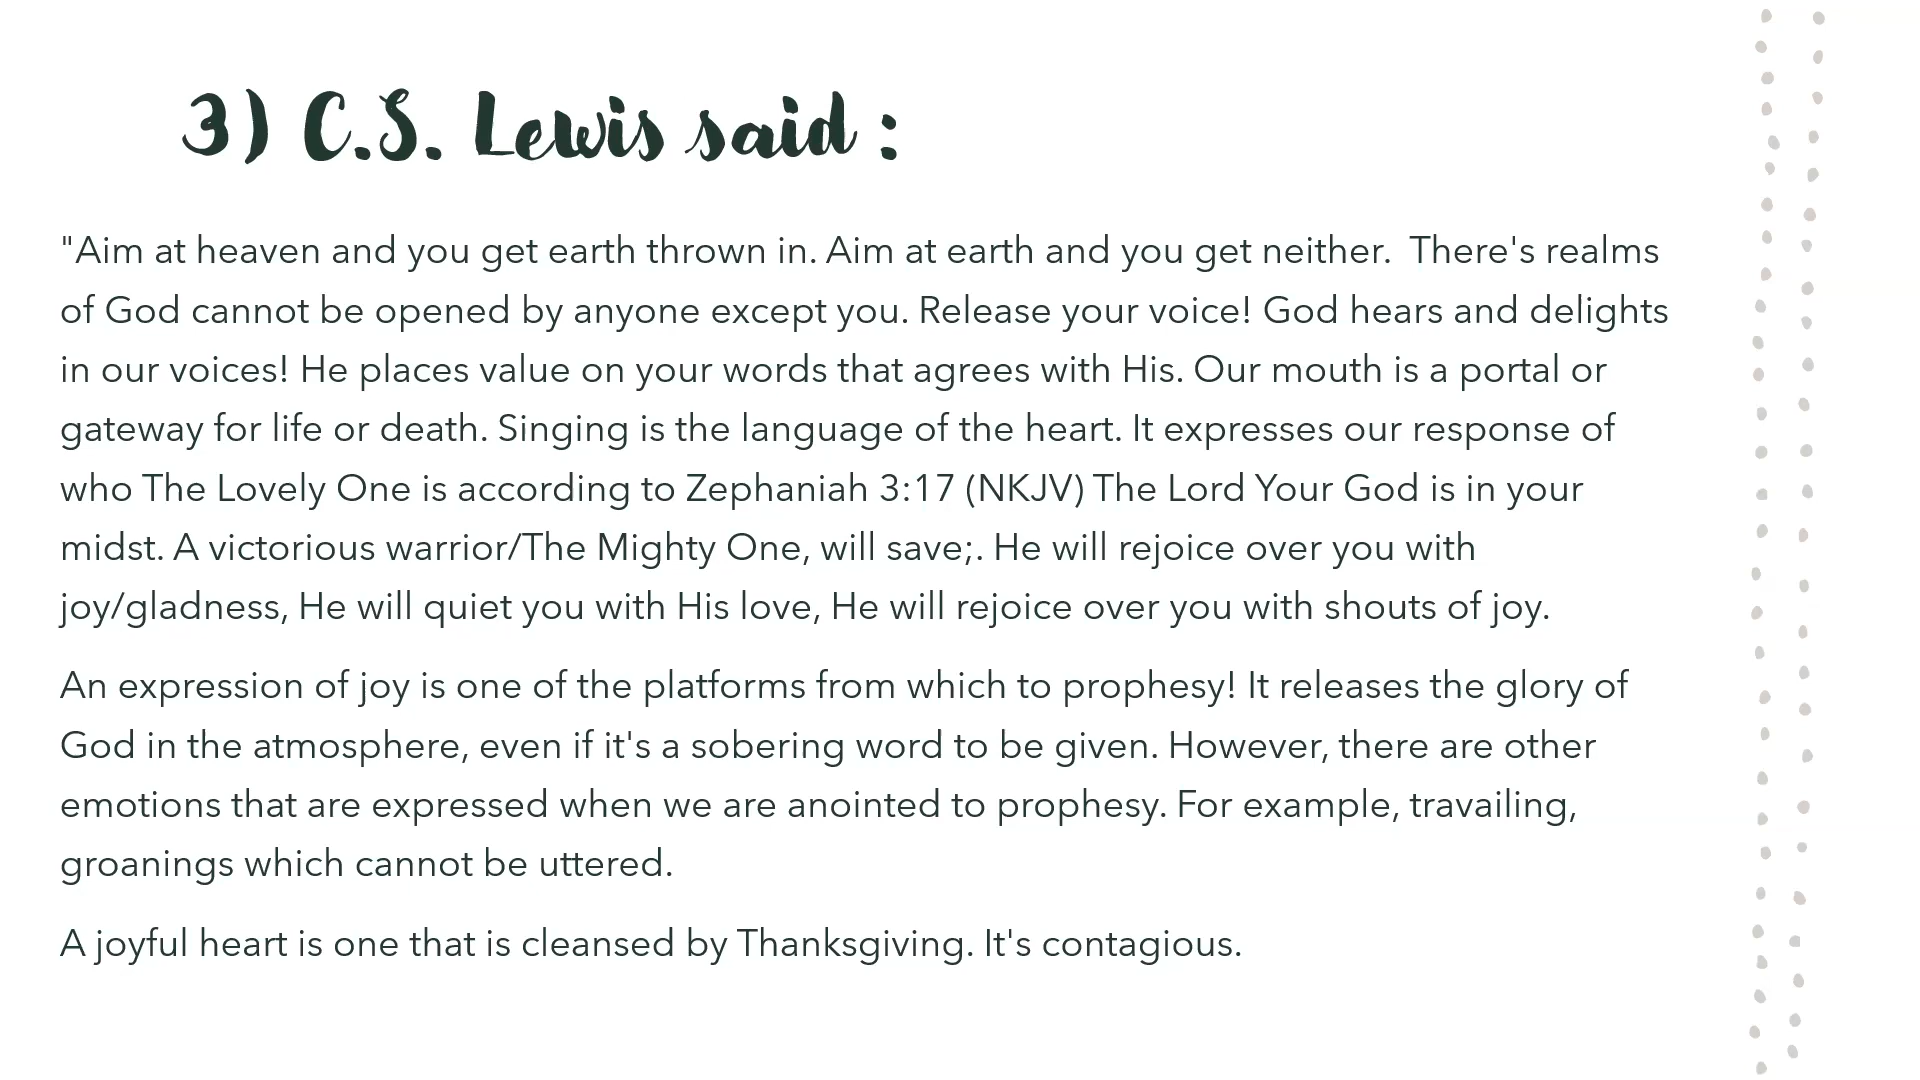 3) C.S. Lewis said :
"Aim at heaven and you get earth thrown in. Aim at earth and you get neither.  There's realms
of God cannot be opened by anyone except you. Release your voice! God hears and delights
in our voices! He places value on your words that agrees with His. Our mouth is a portal or
gateway for life or death. Singing is the language of the heart. It expresses our response of
who The Lovely One is according to Zephaniah 3:17 (NKJV) The Lord Your God is in your
midst. A victorious warrior/The Mighty One, will save;. He will rejoice over you with
joy/gladness, He will quiet you with His love, He will rejoice over you with shouts of joy.
An expression of joy is one of the platforms from which to prophesy! It releases the glory of
God in the atmosphere, even if it's a sobering word to be given. However, there are other
emotions that are expressed when we are anointed to prophesy. For example, travailing,
groanings which cannot be uttered.
A joyful heart is one that is cleansed by Thanksgiving. It's contagious.